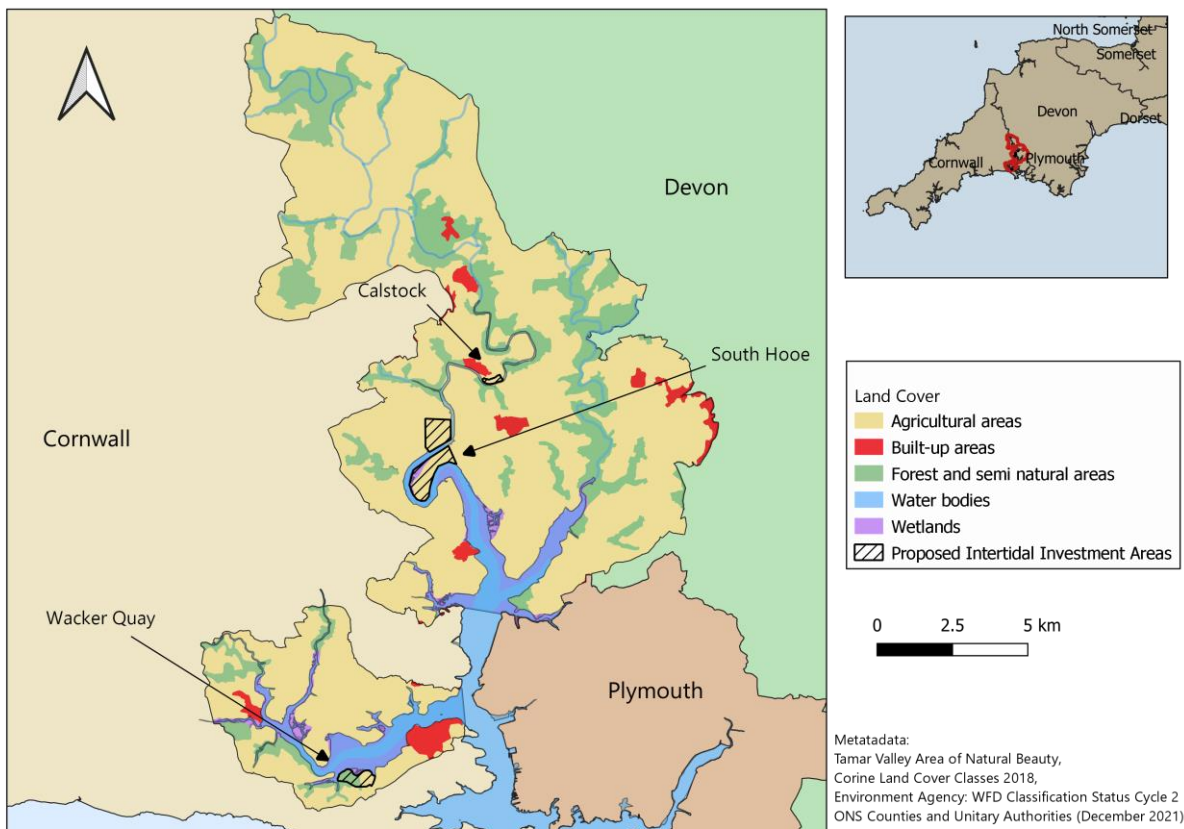 Devon
Calstock
South Hooe
Cornwall
Wacker Quay
Plymouth
North Somerset
Somerset
Devon
Dorset
Cornwall
Plymouth
Land Cover
Agricultural areas
Built-up areas
Forest and semi natural areas
Water bodies
Wetlands
Proposed Intertidal Investment Areas
0 2.5 5 km
Metatadata:
Tamar Valley Area of Natural Beauty,
Corine Land Cover Classes 2018,
Environment Agency: WFD Classification Status Cycle 2
ONS Counties and Unitary Authorities (December 2021)